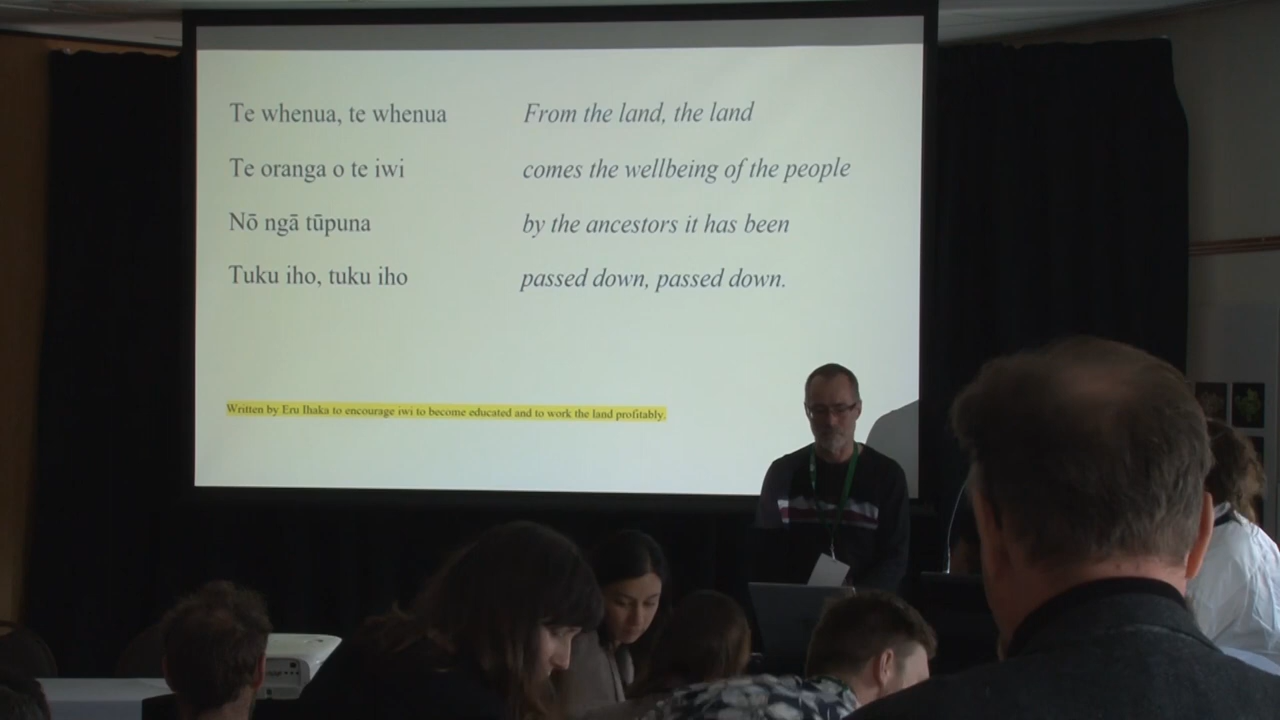 Te whenua, te whenua From the land, the land
Te oranga o te iwi comes the wellbeing of the people
Nō ngā tūpuna by the ancestors it has been
Tuku iho, tuku iho passed down, passed down.
Written by Eru Ihaka to encourage iwi to become educated and to work the land profitably.